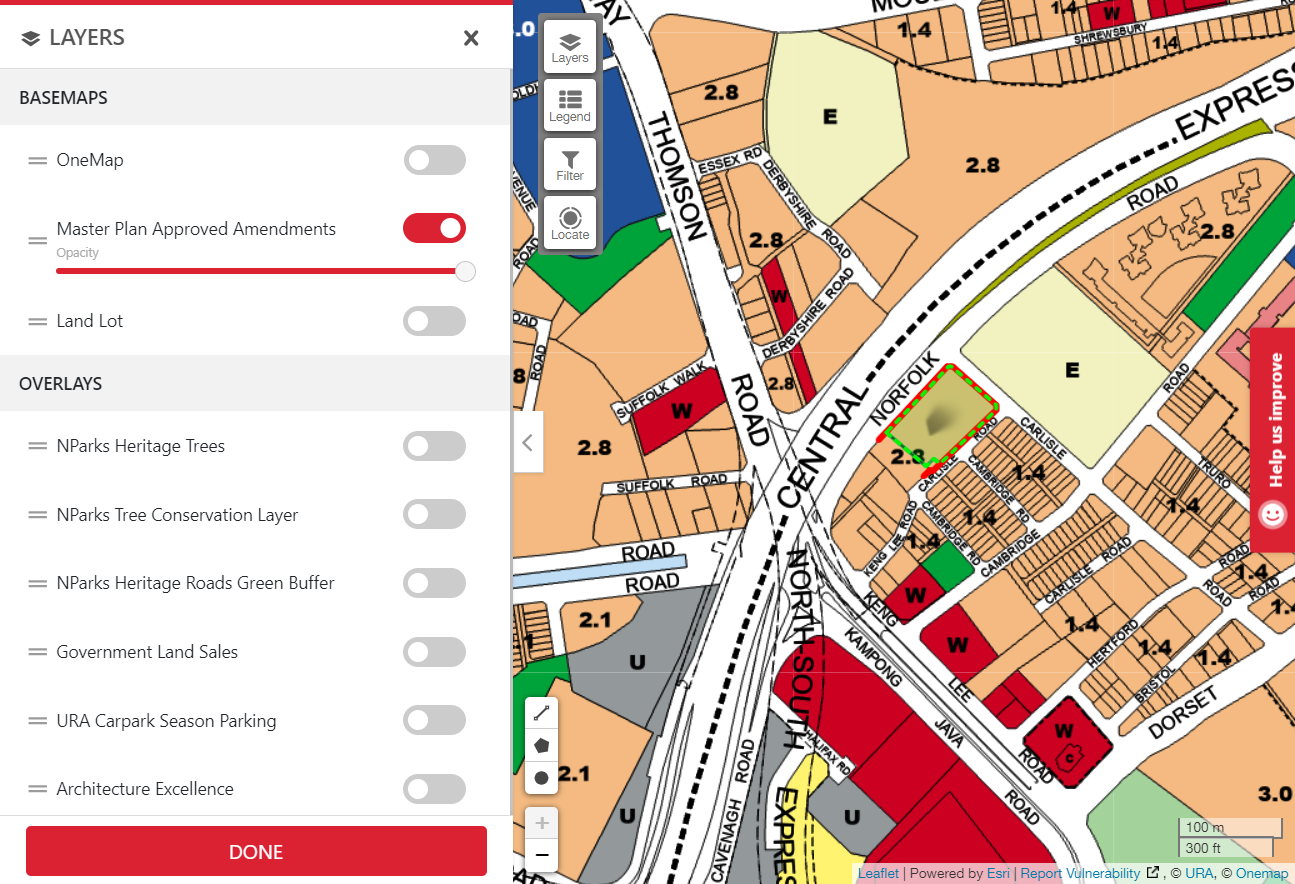 LAYERS
BASEMAPS
OneMap
Master Plan Approved Amendments
Opacity
Land Lot
OVERLAYS
NParks Heritage Trees
NParks Tree Conservation Layer
NParks Heritage Roads Green Buffer
Government Land Sales
URA Carpark Season Parking
Architecture Excellence
DONE
Layers
Legend
Filter
Locate
1.4
1.4
W
SHREWSBURY
1.4
EXPRESS
2.8
E
2.8
THOMSON
ESSEX RD
DERBYSHIRE ROAD
ROAD
2.8
2.8
W
DERBYSHIRE ROAD
ROAD
ROAD
NORFOLK
E
ROAD
SUFFOLK WALK
W
ROAD
2.8
CENTRAL
2.8
2.8
CARLISLE ROAD
CARLISLE
CAMBRIDGE RD
1.4
TRURO
1.4
SUFFOLK ROAD
KENG LEE ROAD
1.4
CAMBRIDGE RD
1.4
CAMBRIDGE
CARLISLE ROAD
ROAD
1.4
ROAD
ROAD
ROAD
ROAD
NORTH-SOUTH
W
KENG
2.1
U
KAMPONG
W
LEE
1.4
HERTFORD
1.4
1.4
BRISTOL
DORSET
JAVA
W
C
ROAD
ROAD
HALIFAX RD
CAVENAGH ROAD
2.1
U
U
3.0
Help us improve
100 m
300 ft
Leaflet | Powered by Esri | Report Vulnerability , © URA, © Onemap